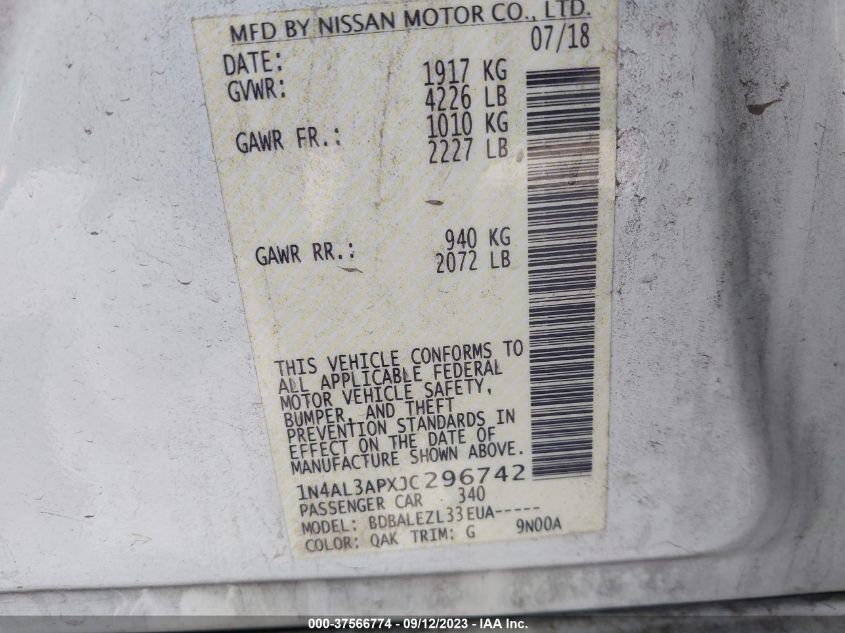 MFD BY NISSAN MOTOR CO., LTD.
DATE: 07/18
GVWR: 1917 KG
4226 LB
GAWR FR.: 1010 KG
2227 LB
GAWR RR.: 940 KG
2072 LB
THIS VEHICLE CONFORMS TO
ALL APPLICABLE FEDERAL
MOTOR VEHICLE SAFETY,
BUMPER, AND THEFT
PREVENTION STANDARDS IN
EFFECT ON THE DATE OF
MANUFACTURE SHOWN ABOVE.
1N4AL3APXJC296742
PASSENGER CAR 340
MODEL: BDBALEZL33EUA-----
COLOR: QAK TRIM: G 9N00A
000-37566774 - 09/12/2023 - IAA Inc.